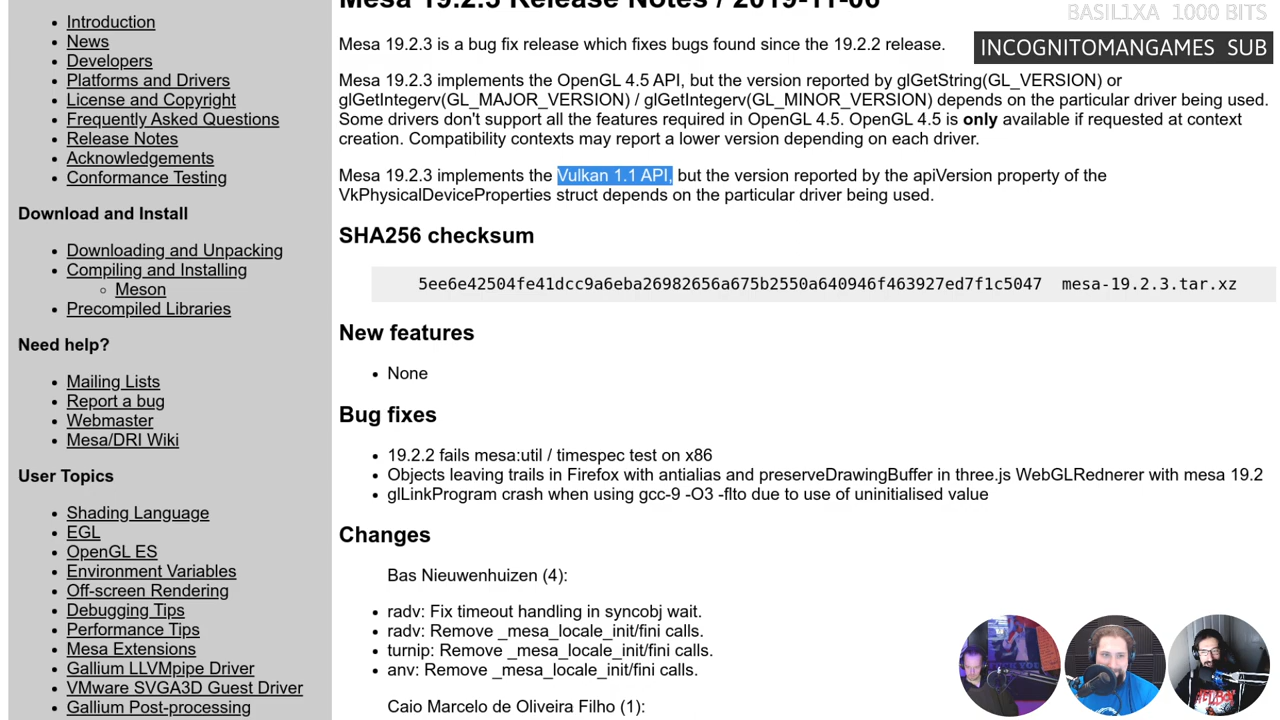 Introduction
News
Developers
Platforms and Drivers
License and Copyright
Frequently Asked Questions
Release Notes
Acknowledgements
Conformance Testing
Download and Install
Downloading and Unpacking
Compiling and Installing
Meson
Precompiled Libraries
Need help?
Mailing Lists
Report a bug
Webmaster
Mesa/DRI Wiki
User Topics
Shading Language
EGL
OpenGL ES
Environment Variables
Off-screen Rendering
Debugging Tips
Performance Tips
Mesa Extensions
Gallium LLVMpipe Driver
VMware SVGA3D Guest Driver
Gallium Post-processing
Mesa 19.2.3 Release Notes / 2019-11-06
BASIL1XA 1000 BITS
INCOGNITOMANGAMES SUB
Mesa 19.2.3 is a bug fix release which fixes bugs found since the 19.2.2 release.
Mesa 19.2.3 implements the OpenGL 4.5 API, but the version reported by glGetString(GL_VERSION) or
glGetIntegerv(GL_MAJOR_VERSION) / glGetIntegerv(GL_MINOR_VERSION) depends on the particular driver being used.
Some drivers don't support all the features required in OpenGL 4.5. OpenGL 4.5 is only available if requested at context
creation. Compatibility contexts may report a lower version depending on each driver.
Mesa 19.2.3 implements the Vulkan 1.1 API, but the version reported by the apiVersion property of the
VkPhysicalDeviceProperties struct depends on the particular driver being used.
SHA256 checksum
5ee6e42504fe41dcc9a6eba26982656a675b2550a640946f463927ed7f1c5047 mesa-19.2.3.tar.xz
New features
None
Bug fixes
19.2.2 fails mesa:util / timespec test on x86
Objects leaving trails in Firefox with antialias and preserveDrawingBuffer in three.js WebGLRednerer with mesa 19.2
glLinkProgram crash when using gcc-9 -O3 -flto due to use of uninitialised value
Changes
Bas Nieuwenhuizen (4):
radv: Fix timeout handling in syncobj wait.
radv: Remove _mesa_locale_init/fini calls.
turnip: Remove _mesa_locale_init/fini calls.
anv: Remove _mesa_locale_init/fini calls.
Caio Marcelo de Oliveira Filho (1):